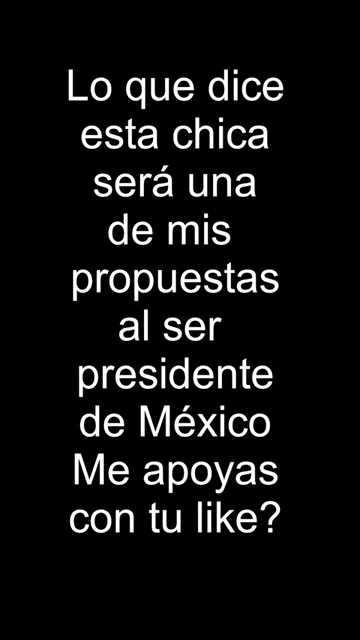 Lo que dice
esta chica
será una
de mis
propuestas
al ser
presidente
de México
Me apoyas
con tu like?